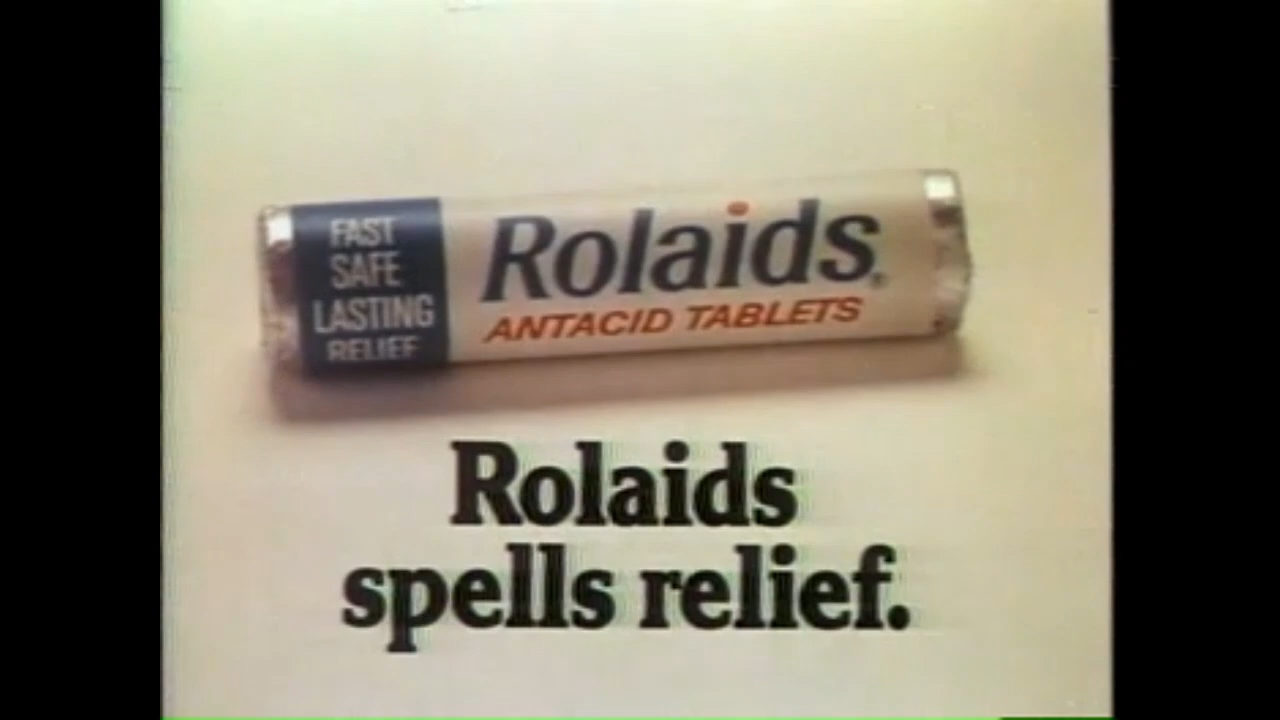 FAST
SAFE
LASTING
RELIEF
Rolaids®
ANTACID TABLETS
Rolaids
spells relief.